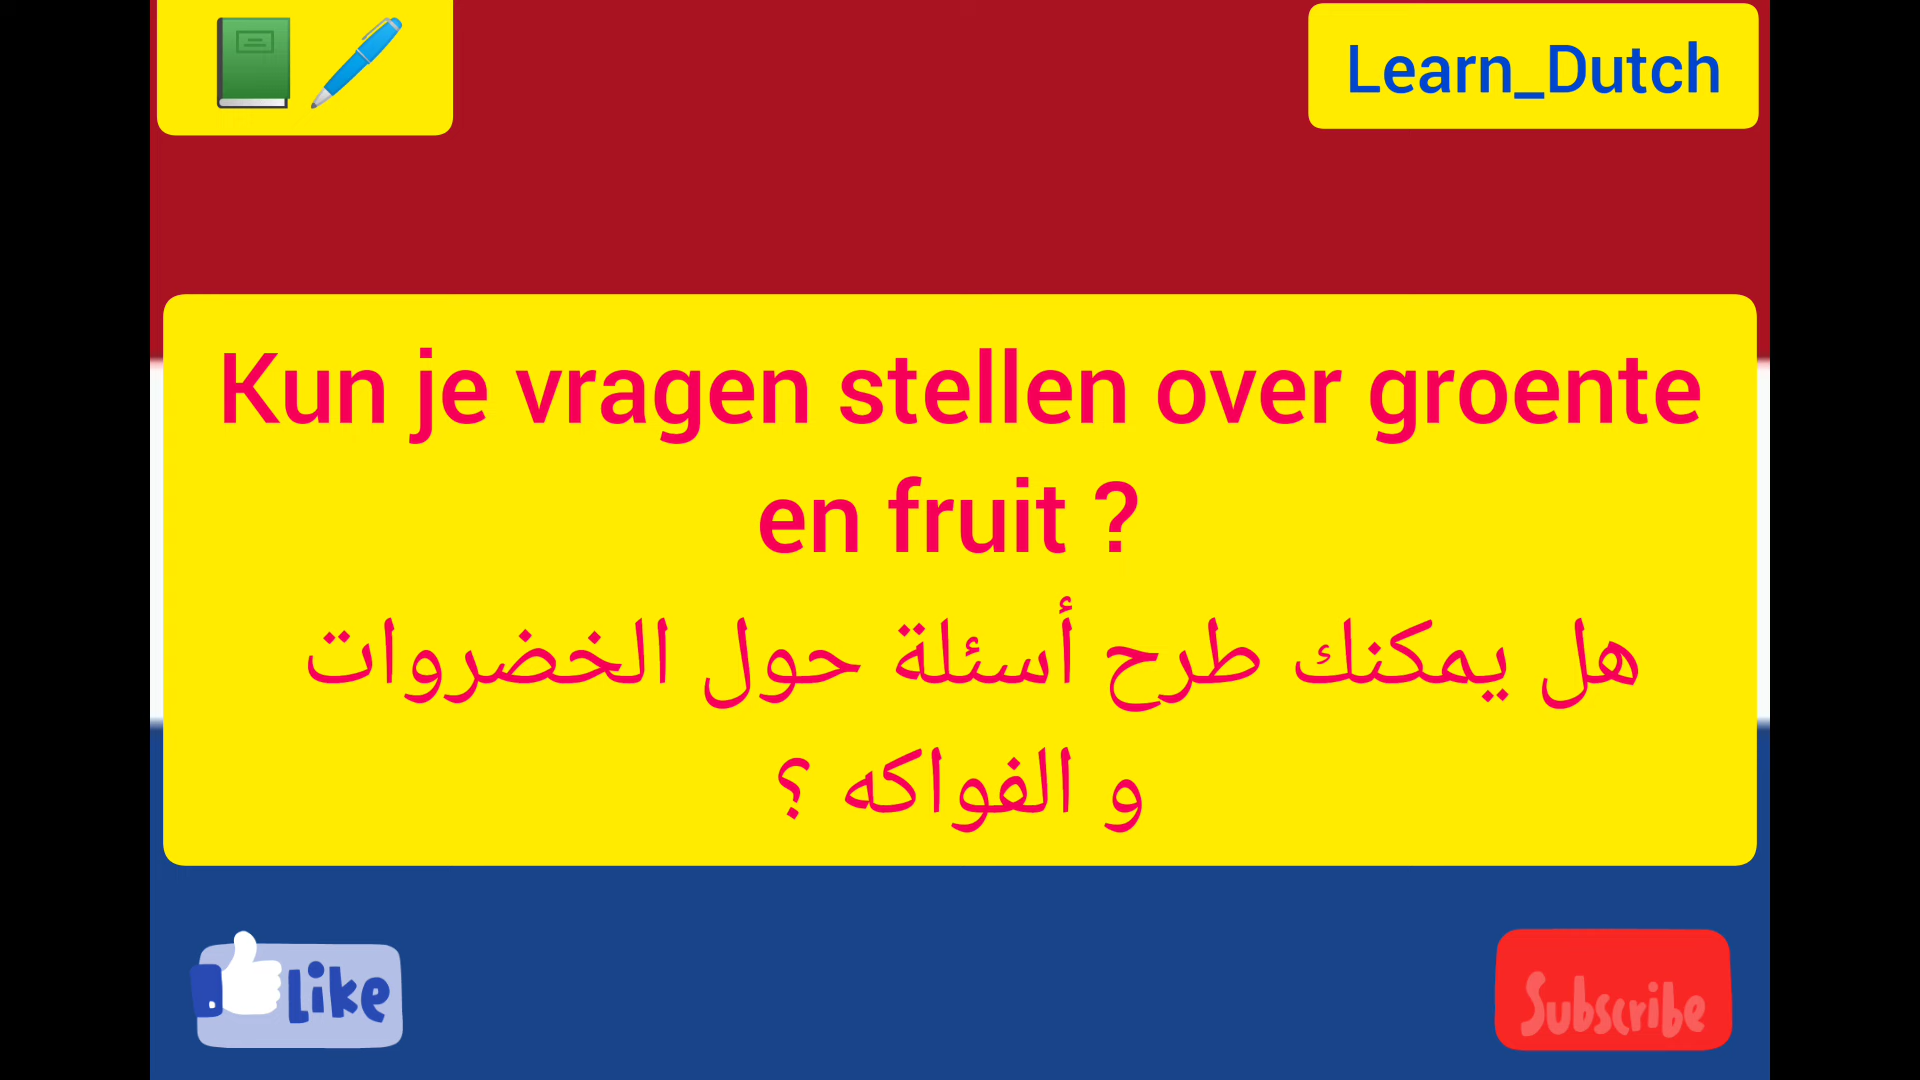 Learn_Dutch
Kun je vragen stellen over groente
en fruit ?
هل يمكنك طرح أسئلة حول الخضروات
و الفواكه ؟
Like
Subscribe